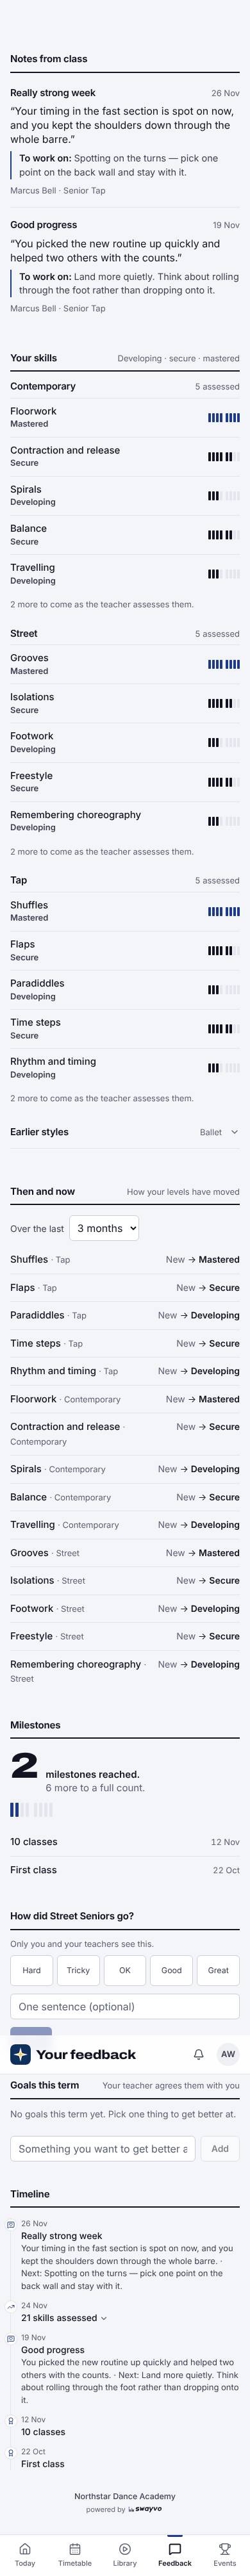 Notes from class
Really strong week 26 Nov
“Your timing in the fast section is spot on now,
and you kept the shoulders down through the
whole barre.”
To work on: Spotting on the turns — pick one
point on the back wall and stay with it.
Marcus Bell · Senior Tap
Good progress 19 Nov
“You picked the new routine up quickly and
helped two others with the counts.”
To work on: Land more quietly. Think about rolling
through the foot rather than dropping onto it.
Marcus Bell · Senior Tap
Your skills Developing · secure · mastered
Contemporary 5 assessed
Floorwork
Mastered
Contraction and release
Secure
Spirals
Developing
Balance
Secure
Travelling
Developing
2 more to come as the teacher assesses them.
Street 5 assessed
Grooves
Mastered
Isolations
Secure
Footwork
Developing
Freestyle
Secure
Remembering choreography
Developing
2 more to come as the teacher assesses them.
Tap 5 assessed
Shuffles
Mastered
Flaps
Secure
Paradiddles
Developing
Time steps
Secure
Rhythm and timing
Developing
2 more to come as the teacher assesses them.
Earlier styles Ballet
Then and now How your levels have moved
Over the last 3 months
Shuffles · Tap New → Mastered
Flaps · Tap New → Secure
Paradiddles · Tap New → Developing
Time steps · Tap New → Secure
Rhythm and timing · Tap New → Developing
Floorwork · Contemporary New → Mastered
Contraction and release · New → Secure
Contemporary
Spirals · Contemporary New → Developing
Balance · Contemporary New → Secure
Travelling · Contemporary New → Developing
Grooves · Street New → Mastered
Isolations · Street New → Secure
Footwork · Street New → Developing
Freestyle · Street New → Secure
Remembering choreography · New → Developing
Street
Milestones
2 milestones reached.
6 more to a full count.
10 classes 12 Nov
First class 22 Oct
How did Street Seniors go?
Only you and your teachers see this.
Hard Tricky OK Good Great
One sentence (optional)
Your feedback AW
Goals this term Your teacher agrees them with you
No goals this term yet. Pick one thing to get better at.
Something you want to get better a Add
Timeline
26 Nov
Really strong week
Your timing in the fast section is spot on now, and you
kept the shoulders down through the whole barre. ·
Next: Spotting on the turns — pick one point on the
back wall and stay with it.
24 Nov
21 skills assessed
19 Nov
Good progress
You picked the new routine up quickly and helped two
others with the counts. · Next: Land more quietly. Think
about rolling through the foot rather than dropping onto
it.
12 Nov
10 classes
22 Oct
First class
Northstar Dance Academy
powered by swayvo
Today Timetable Library Feedback Events